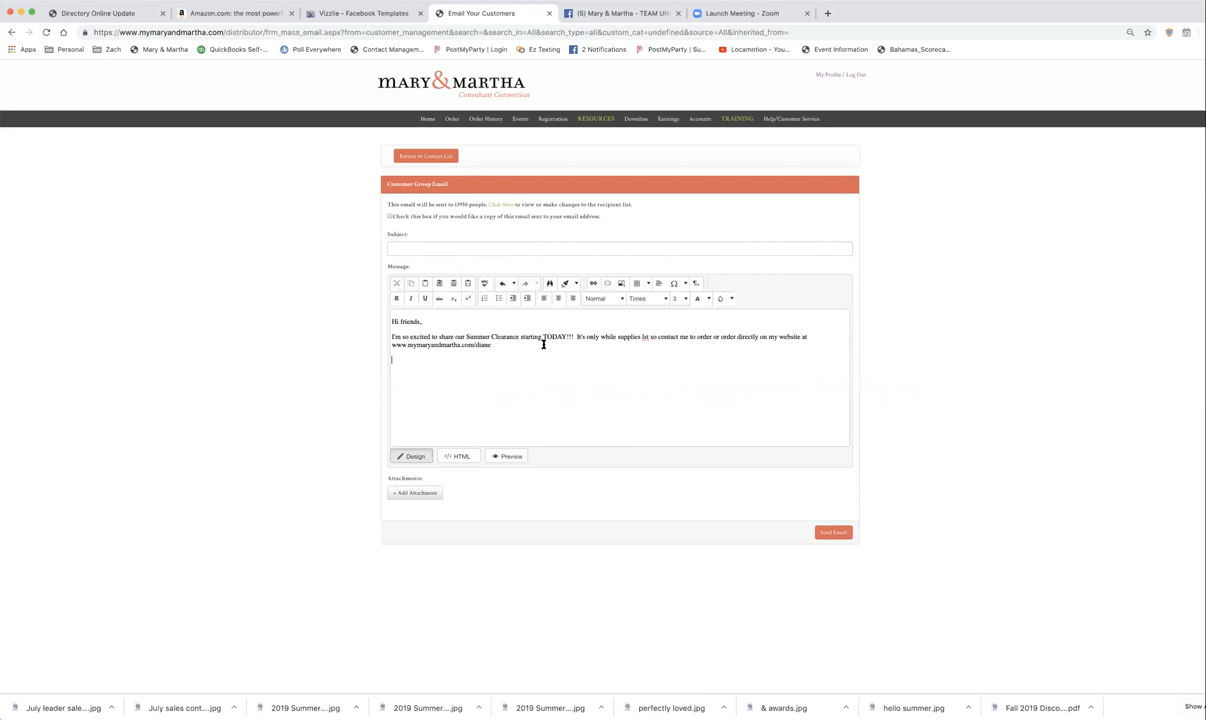 Directory Online Update
Amazon.com: the most power
Vizzlie - Facebook Templates
Email Your Customers
(5) Mary & Martha - TEAM UN
Launch Meeting - Zoom
https://www.mymaryandmartha.com/distributor/frm_mass_email.aspx?from=customer_management&search=&search_in=All&search_type=all&custom_cat=undefined&source=All&inherited_from=
Apps Personal Zach Mary & Martha QuickBooks Self-... Poll Everywhere Contact Managem... PostMyParty | Login Ez Texting 2 Notifications PostMyParty | Su... Locamotion - You... Event Information Bahamas_Scoreca...
MARY & MARTHA
Consultant Connection
My Profile / Log Out
Home Order Order History Events Registration RESOURCES Downline Earnings Accounts TRAINING Help/Customer Service
Return to Contact List
Customer Group Email
This email will be sent to 13950 people. Click Here to view or make changes to the recipient list.
Check this box if you would like a copy of this email sent to your email address.
Subject:
Message:
B I U abc x₂ x² Normal Times 3 A
Hi friends,
I'm so excited to share our Summer Clearance starting TODAY!!! It's only while supplies lst so contact me to order or order directly on my website at
www.mymaryandmartha.com/diane
Design HTML Preview
Attachments:
+ Add Attachment
Send Email
July leader sale....jpg July sales cont....jpg 2019 Summer....jpg 2019 Summer....jpg 2019 Summer....jpg perfectly loved.jpg & awards.jpg hello summer.jpg Fall 2019 Disco....pdf Show